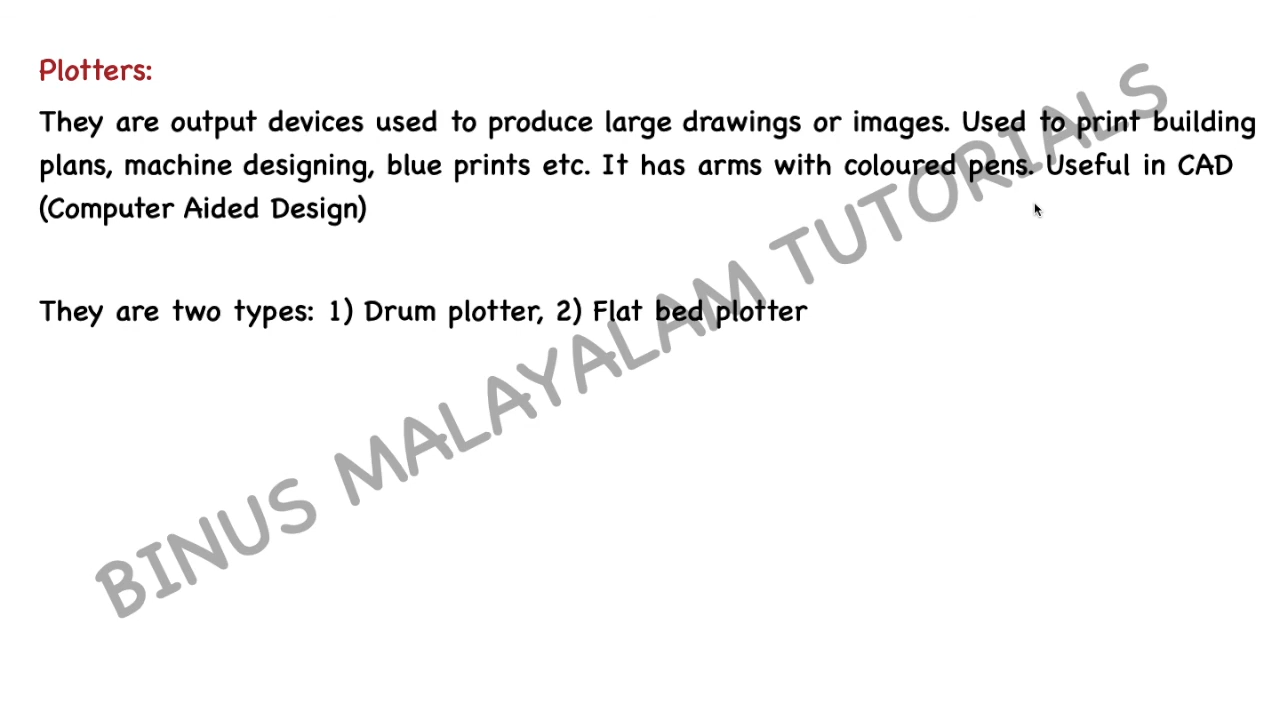 Plotters:
They are output devices used to produce large drawings or images. Used to print building
plans, machine designing, blue prints etc. It has arms with coloured pens. Useful in CAD
(Computer Aided Design)
They are two types: 1) Drum plotter, 2) Flat bed plotter
BINUS MALAYALAM TUTORIALS